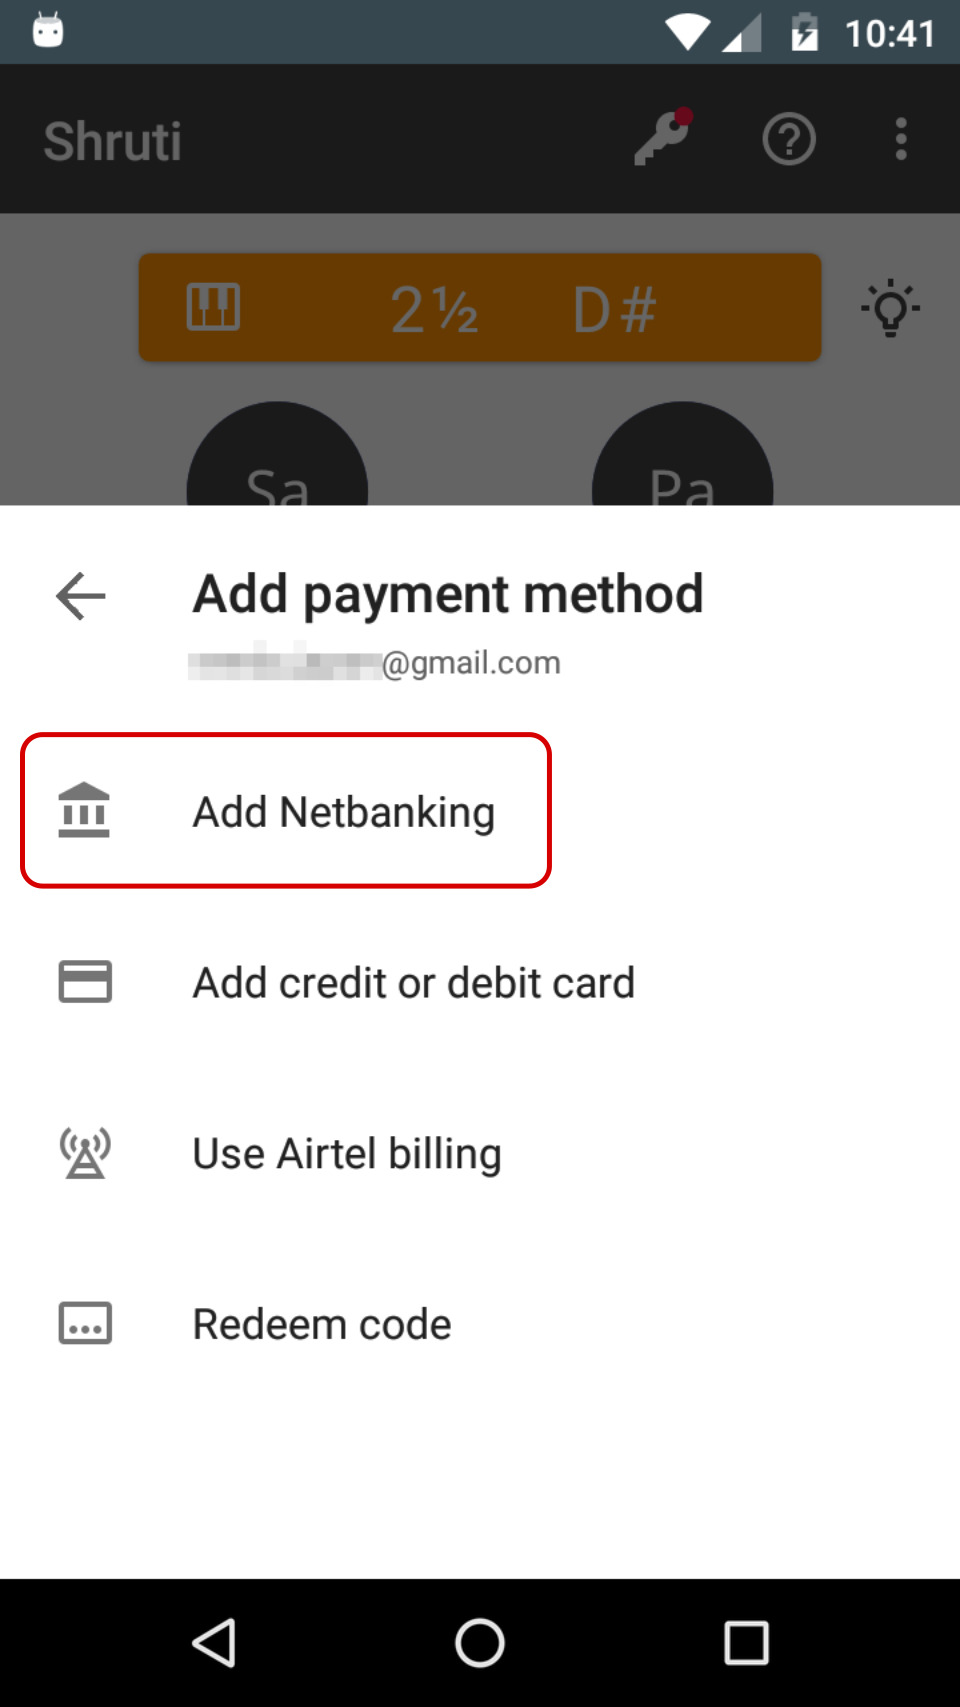 10:41
Shruti
2½ D#
Sa Pa
Add payment method
@gmail.com
Add Netbanking
Add credit or debit card
Use Airtel billing
Redeem code